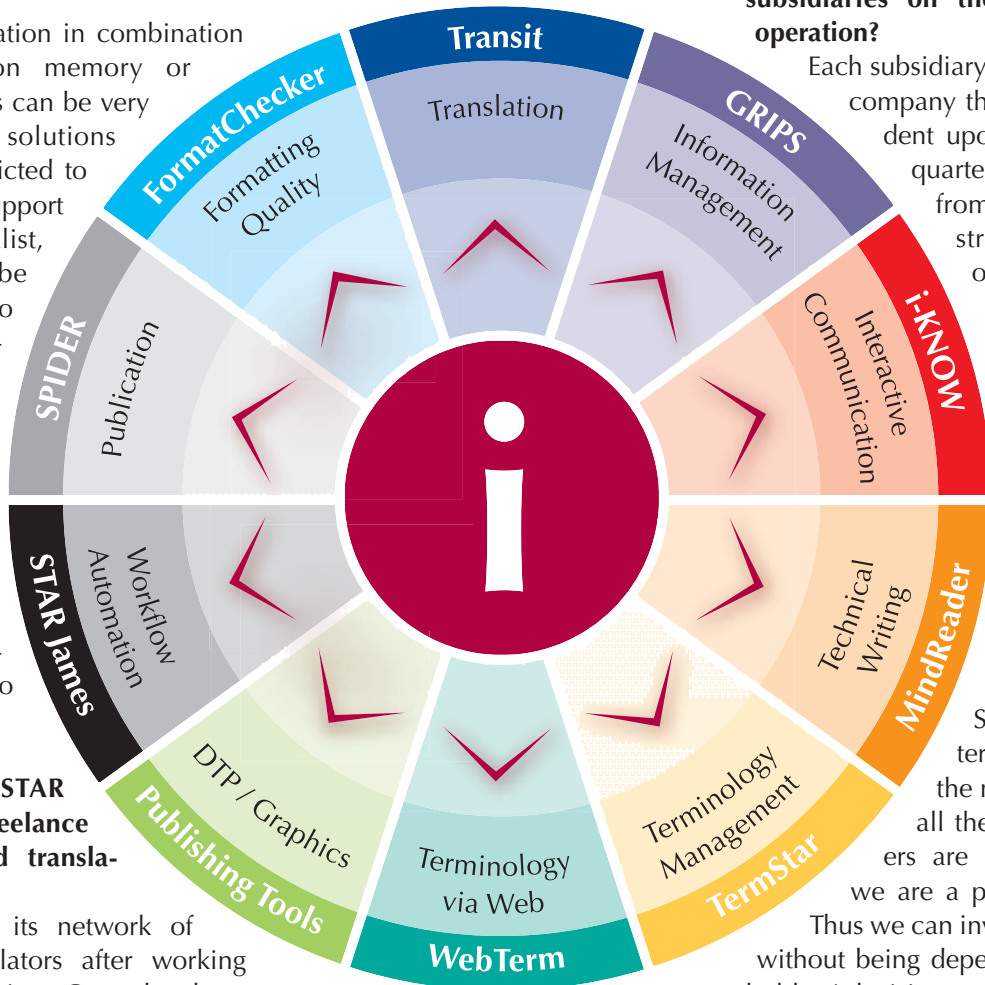 ation in combination
on memory or
s can be very
solutions
icted to
upport
list,
be
o
o
STAR
reelance
d transla-
its network of
lators after working
Transit
Translation
GRIPS
Information
Management
i-KNOW
Interactive
Communication
MindReader
Technical
Writing
TermStar
Terminology
Management
WebTerm
Terminology
via Web
Publishing Tools
DTP / Graphics
STAR James
Workflow
Automation
SPIDER
Publication
FormatChecker
Formatting
Quality
i
subsidiaries on the
operation?
Each subsidiary
company th
dent upo
quarte
from
str
o
S
ter
the r
all the
ers are
we are a p
Thus we can inv
without being depe